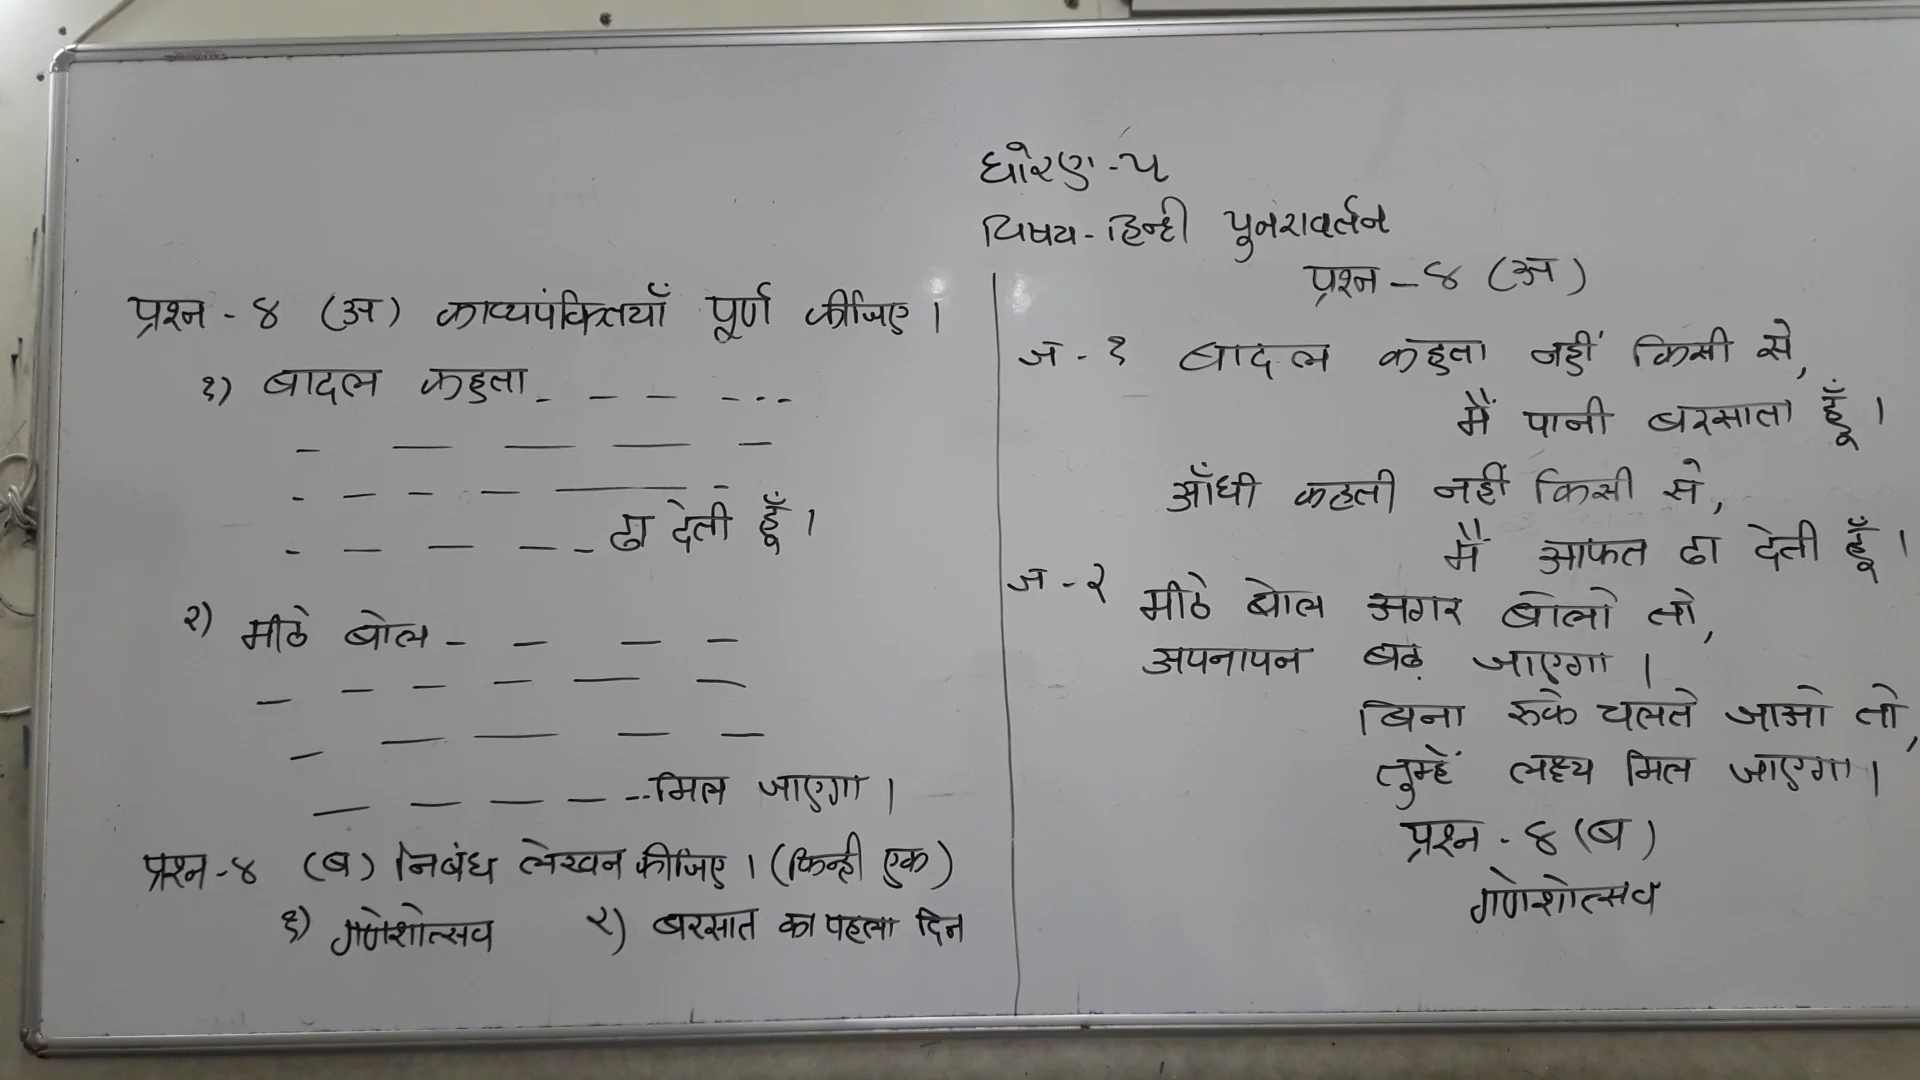 धोरण - ५
विषय - हिन्दी पुनरावर्तन
प्रश्न - ४ (अ) काव्यपंक्तियाँ पूर्ण कीजिए।
१) बादल कहता
ढा देती हूँ।
२) मीठे बोल
मिल जाएगा।
प्रश्न - ४ (ब) निबंध लेखन कीजिए। (किन्ही एक)
१) गणेशोत्सव २) बरसात का पहला दिन
प्रश्न - ४ (अ)
ज - १ बादल कहता नहीं किसी से,
मैं पानी बरसाता हूँ।
आँधी कहती नहीं किसी से,
मैं आफत ढा देती हूँ।
ज - २ मीठे बोल अगर बोलो तो,
अपनापन बढ़ जाएगा।
बिना रुके चलते जाओ तो,
तुम्हें लक्ष्य मिल जाएगा।
प्रश्न - ४ (ब)
गणेशोत्सव